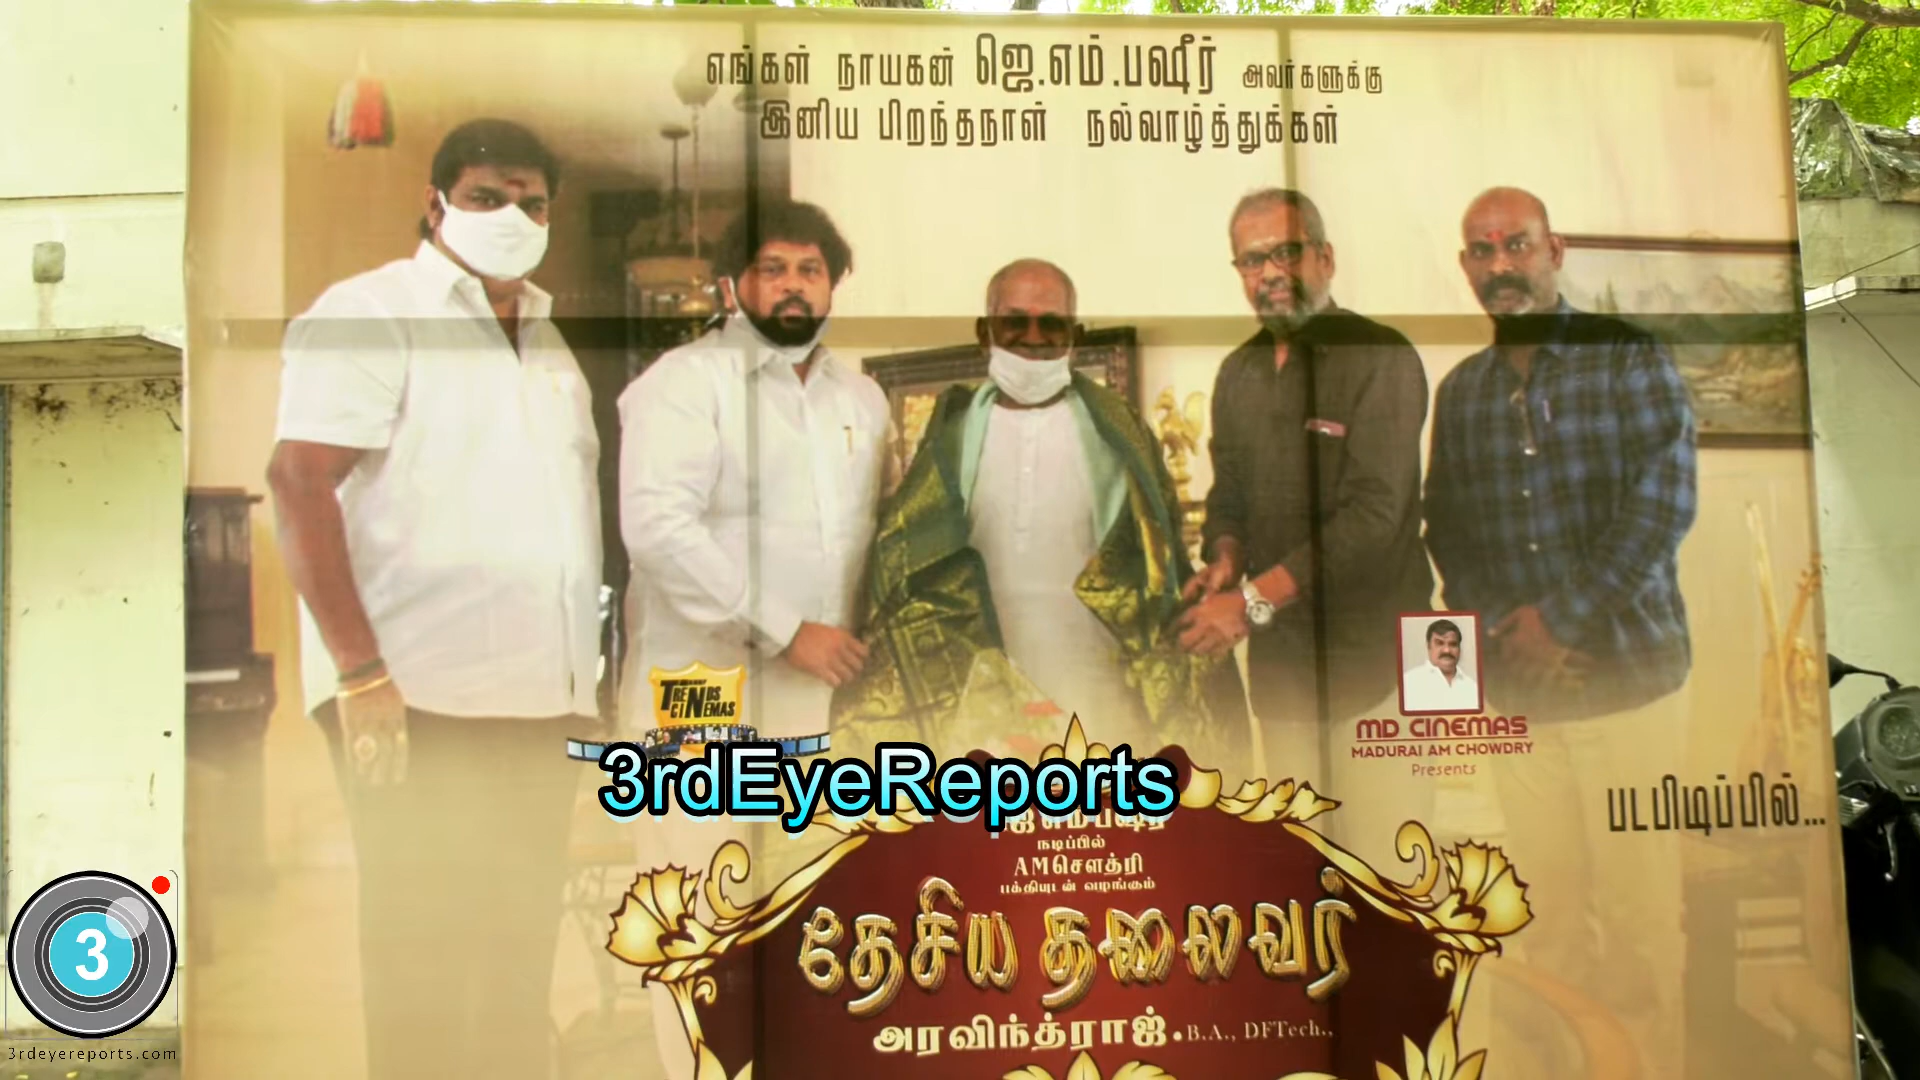 எங்கள் நாயகன் ஜெ.எம்.பஷீர் அவர்களுக்கு
இனிய பிறந்தநாள் நல்வாழ்த்துக்கள்
TRENDS
CINEMAS
MD CINEMAS
MADURAI AM CHOWDRY
Presents
3rdEyeReports
படபிடிப்பில்...
நடிப்பில்
AMசௌத்ரி
பக்தியுடன் வழங்கும்
தேசிய தலைவர்
அரவிந்த்ராஜ்.B.A., DFTech.,
3
3rdeyereports.com